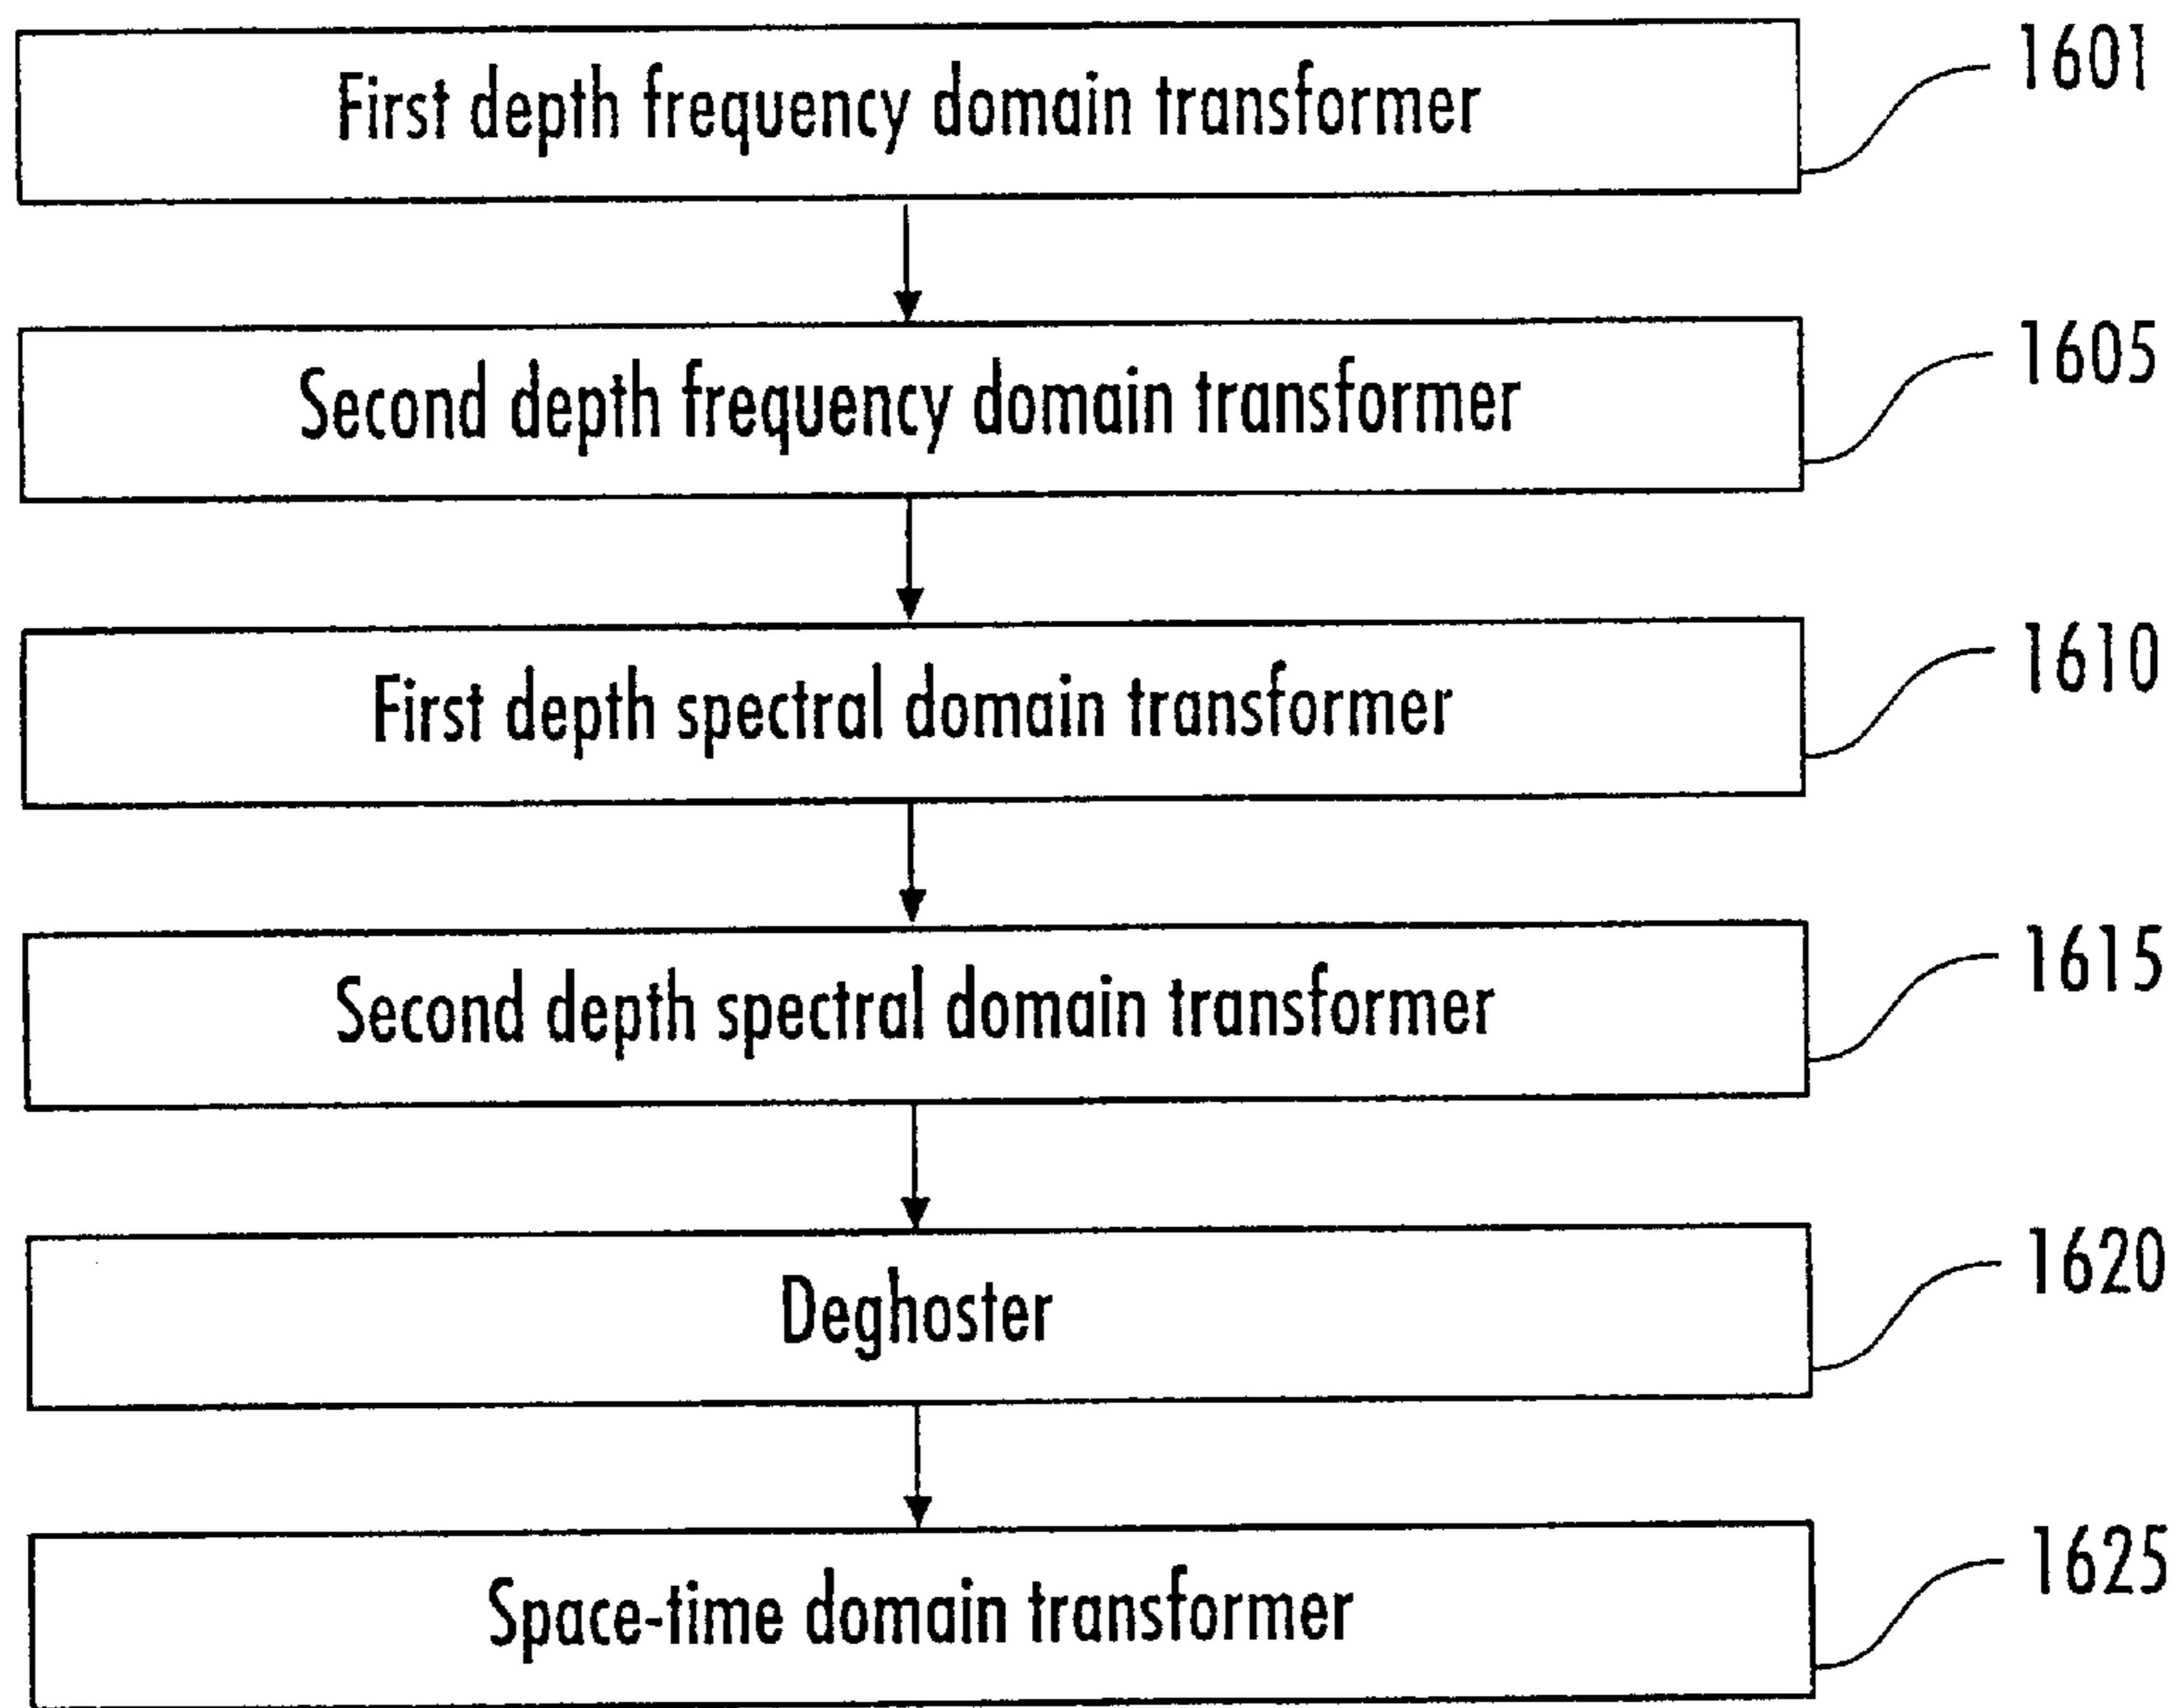 First depth frequency domain transformer
1601
Second depth frequency domain transformer
1605
First depth spectral domain transformer
1610
Second depth spectral domain transformer
1615
Deghoster
1620
Space-time domain transformer
1625